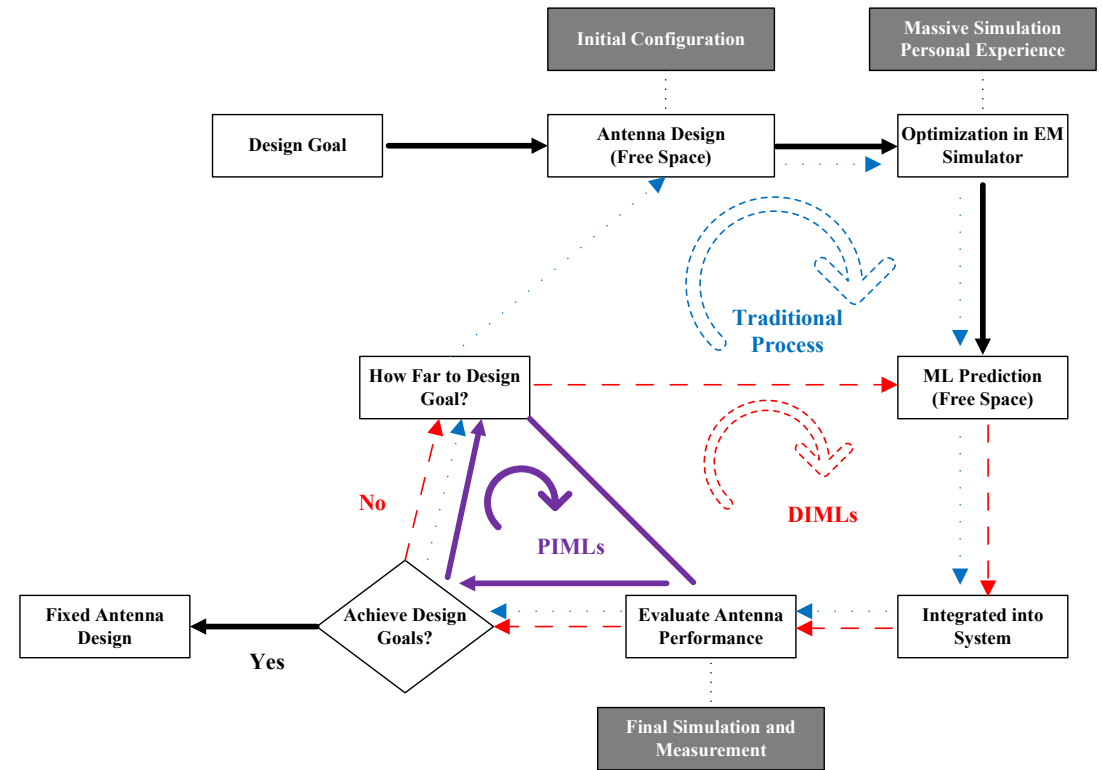 Initial Configuration
Massive Simulation
Personal Experience
Design Goal
Antenna Design
(Free Space)
Optimization in EM
Simulator
Traditional
Process
How Far to Design
Goal?
ML Prediction
(Free Space)
No
PIMLs
DIMLs
Fixed Antenna
Design
Yes
Achieve Design
Goals?
Evaluate Antenna
Performance
Integrated into
System
Final Simulation and
Measurement